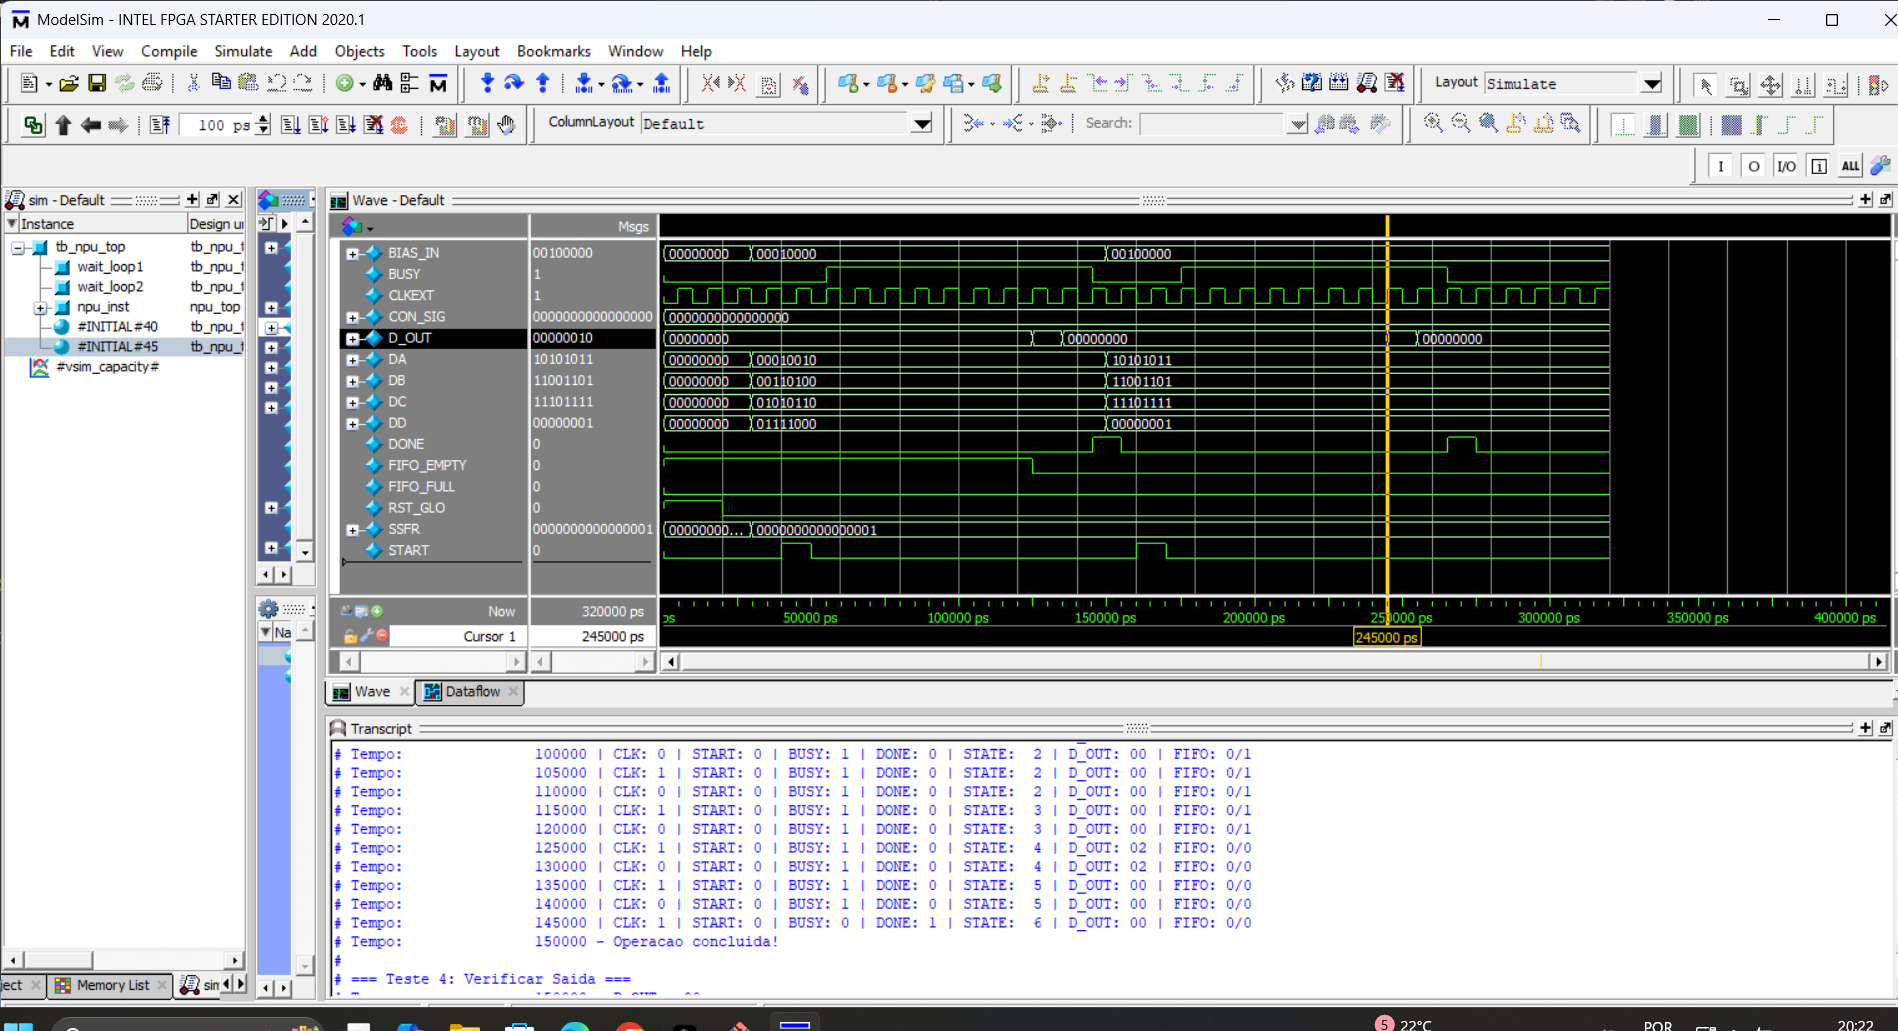 ModelSim - INTEL FPGA STARTER EDITION 2020.1
File Edit View Compile Simulate Add Objects Tools Layout Bookmarks Window Help
Layout Simulate
100 ps
ColumnLayout Default
Search:
I O I/O i ALL
sim - Default
Instance Design ur
tb_npu_top tb_npu_t
wait_loop1 tb_npu_t
wait_loop2 tb_npu_t
npu_inst npu_top
#INITIAL#40 tb_npu_t
#INITIAL#45 tb_npu_t
#vsim_capacity#
Na
Wave - Default
Msgs
BIAS_IN 00100000 00000000 00010000 00100000
BUSY 1
CLKEXT 1
CON_SIG 0000000000000000 0000000000000000
D_OUT 00000010 00000000 00000000 00000000
DA 10101011 00000000 00010010 10101011
DB 11001101 00000000 00110100 11001101
DC 11101111 00000000 01010110 11101111
DD 00000001 00000000 01111000 00000001
DONE 0
FIFO_EMPTY 0
FIFO_FULL 0
RST_GLO 0
SSFR 0000000000000001 00000000... 0000000000000001
START 0
Now 320000 ps
ps 50000 ps 100000 ps 150000 ps 200000 ps 250000 ps 300000 ps 350000 ps 400000 ps
Cursor 1 245000 ps 245000 ps
Wave Dataflow
Transcript
# Tempo: 100000 | CLK: 0 | START: 0 | BUSY: 1 | DONE: 0 | STATE: 2 | D_OUT: 00 | FIFO: 0/1
# Tempo: 105000 | CLK: 1 | START: 0 | BUSY: 1 | DONE: 0 | STATE: 2 | D_OUT: 00 | FIFO: 0/1
# Tempo: 110000 | CLK: 0 | START: 0 | BUSY: 1 | DONE: 0 | STATE: 2 | D_OUT: 00 | FIFO: 0/1
# Tempo: 115000 | CLK: 1 | START: 0 | BUSY: 1 | DONE: 0 | STATE: 3 | D_OUT: 00 | FIFO: 0/1
# Tempo: 120000 | CLK: 0 | START: 0 | BUSY: 1 | DONE: 0 | STATE: 3 | D_OUT: 00 | FIFO: 0/1
# Tempo: 125000 | CLK: 1 | START: 0 | BUSY: 1 | DONE: 0 | STATE: 4 | D_OUT: 02 | FIFO: 0/0
# Tempo: 130000 | CLK: 0 | START: 0 | BUSY: 1 | DONE: 0 | STATE: 4 | D_OUT: 02 | FIFO: 0/0
# Tempo: 135000 | CLK: 1 | START: 0 | BUSY: 1 | DONE: 0 | STATE: 5 | D_OUT: 00 | FIFO: 0/0
# Tempo: 140000 | CLK: 0 | START: 0 | BUSY: 1 | DONE: 0 | STATE: 5 | D_OUT: 00 | FIFO: 0/0
# Tempo: 145000 | CLK: 1 | START: 0 | BUSY: 0 | DONE: 1 | STATE: 6 | D_OUT: 00 | FIFO: 0/0
# Tempo: 150000 - Operacao concluida!
#
# === Teste 4: Verificar Saida ===
ject Memory List sim
5 22°C POR 20:22